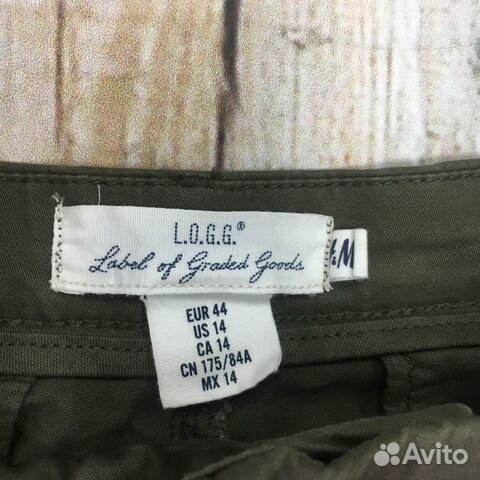 L.O.G.G.®
Label of Graded Goods
&M
EUR 44
US 14
CA 14
CN 175/84A
MX 14
Avito